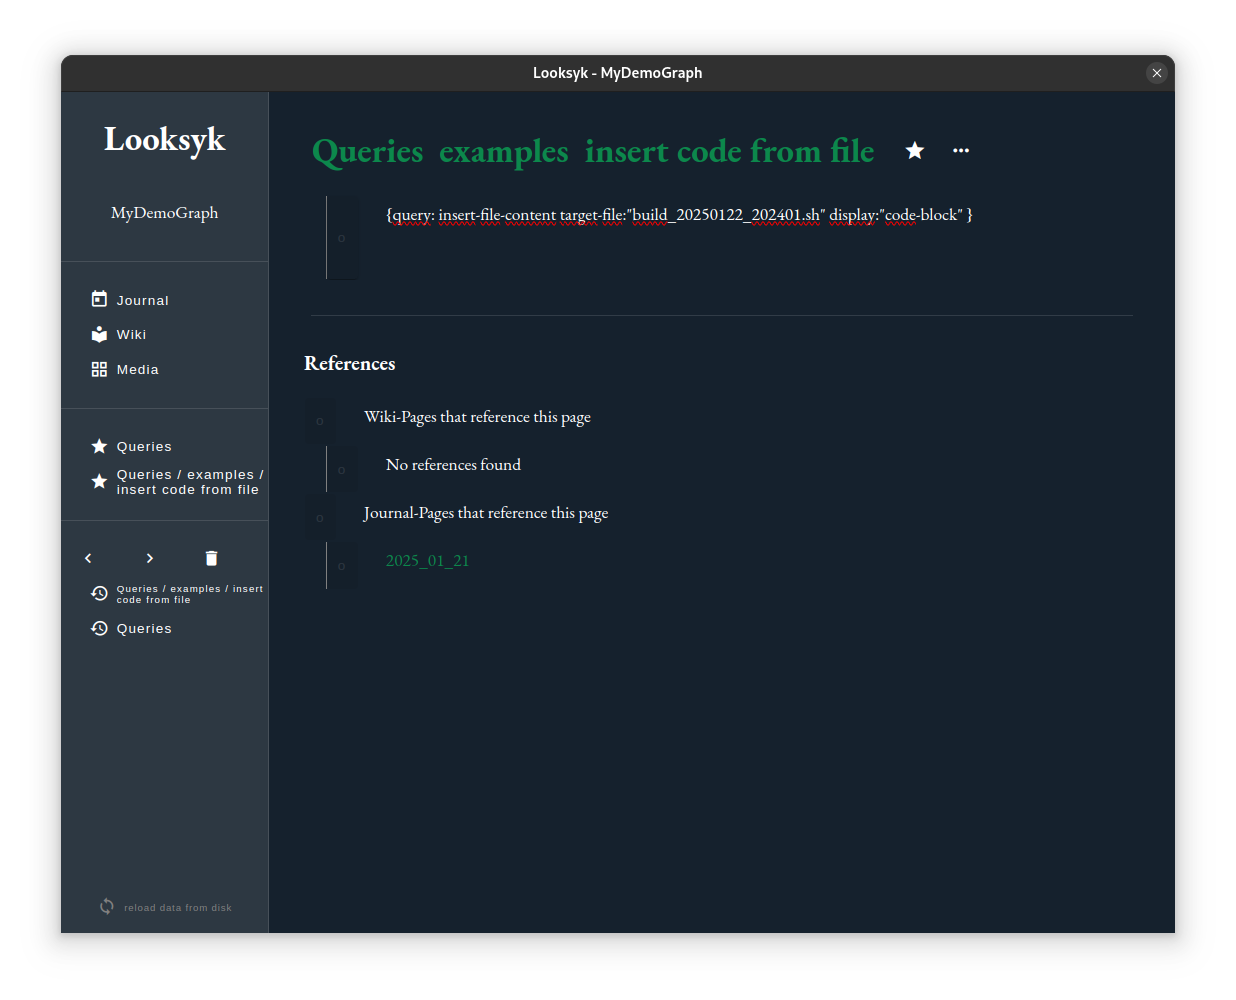 Looksyk - MyDemoGraph
Looksyk
MyDemoGraph
Journal
Wiki
Media
Queries
Queries / examples /
insert code from file
Queries / examples / insert
code from file
Queries
reload data from disk
Queries examples insert code from file
{query: insert-file-content target-file:"build_20250122_202401.sh" display:"code-block" }
References
Wiki-Pages that reference this page
No references found
Journal-Pages that reference this page
2025_01_21